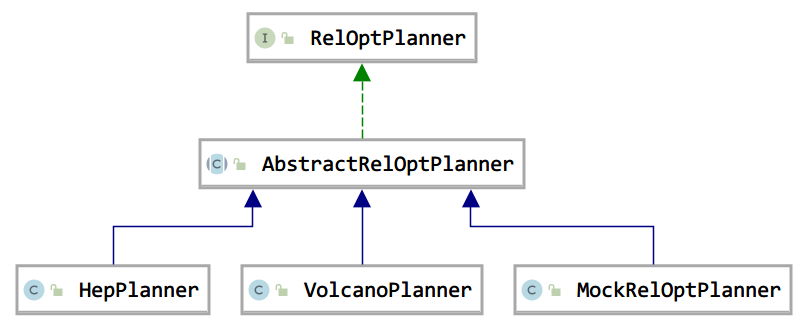 I RelOptPlanner
C AbstractRelOptPlanner
C HepPlanner
C VolcanoPlanner
C MockRelOptPlanner